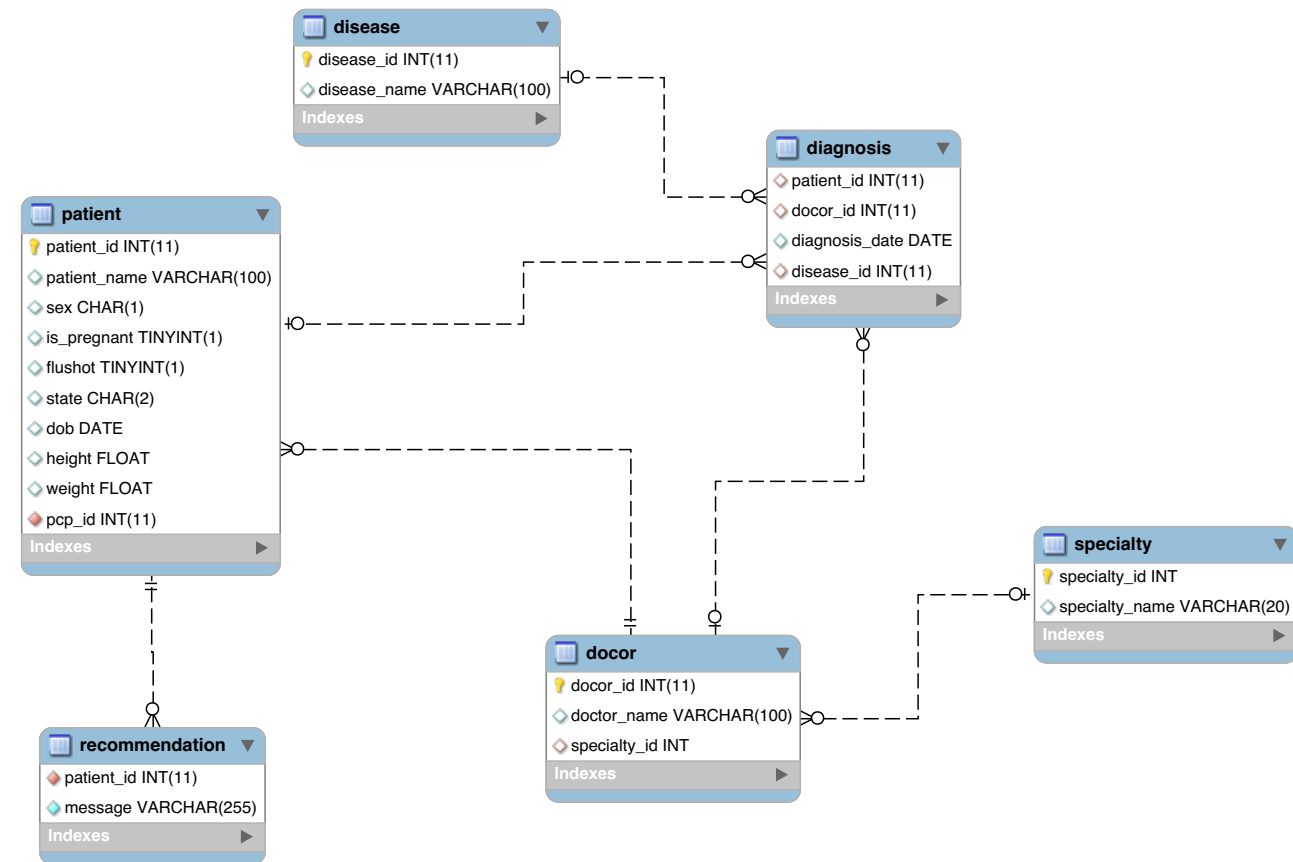 disease
disease_id INT(11)
disease_name VARCHAR(100)
Indexes
diagnosis
patient_id INT(11)
docor_id INT(11)
diagnosis_date DATE
disease_id INT(11)
Indexes
patient
patient_id INT(11)
patient_name VARCHAR(100)
sex CHAR(1)
is_pregnant TINYINT(1)
flushot TINYINT(1)
state CHAR(2)
dob DATE
height FLOAT
weight FLOAT
pcp_id INT(11)
Indexes
specialty
specialty_id INT
specialty_name VARCHAR(20)
Indexes
docor
docor_id INT(11)
doctor_name VARCHAR(100)
specialty_id INT
Indexes
recommendation
patient_id INT(11)
message VARCHAR(255)
Indexes